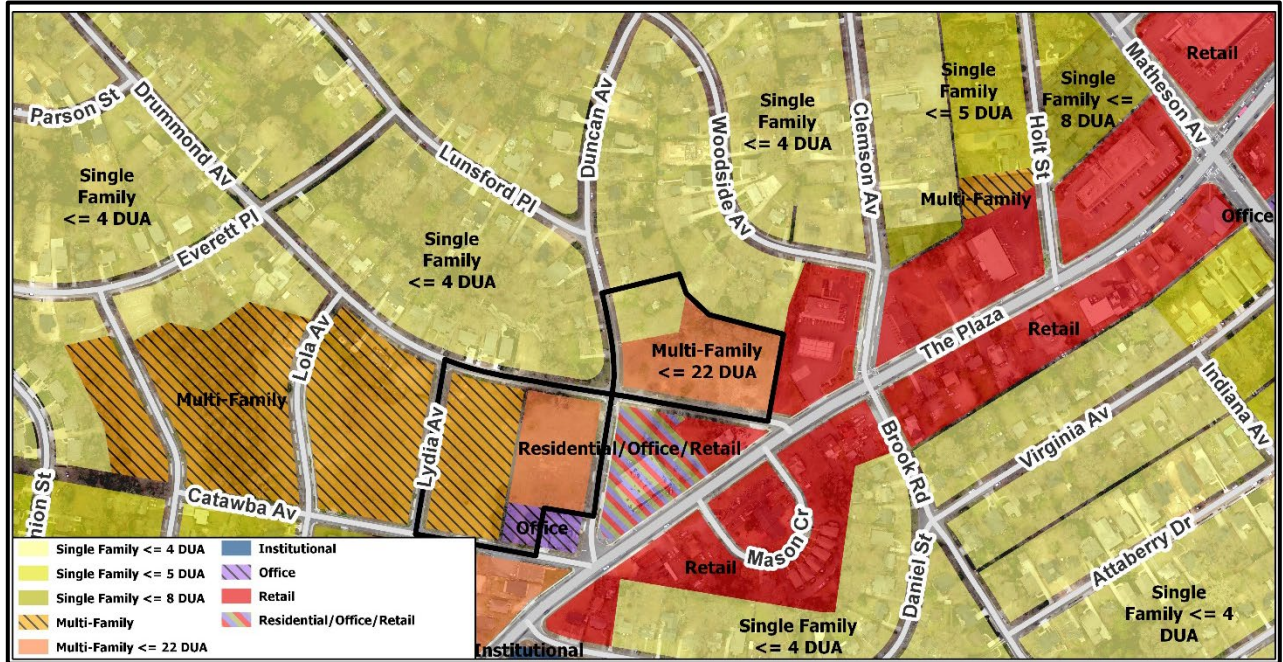 Parson St
Drummond Av
Lunsford Pl
Duncan Av
Woodside Av
Clemson Av
Holt St
Matheson Av
Retail
Single
Family
<= 4 DUA
Single
Family
<= 5 DUA
Single
Family <=
8 DUA
Single
Family
<= 4 DUA
Everett Pl
Single
Family
<= 4 DUA
Multi-Family
Office
The Plaza
Retail
Lola Av
Multi-Family
<= 22 DUA
Multi-Family
Lydia Av
Residential/Office/Retail
Brook Rd
Virginia Av
Indiana Av
Catawba Av
Office
Mason Cr
Retail
Daniel St
Attaberry Dr
Single
Family <= 4
DUA
Single Family
<= 4 DUA
Institutional
Single Family <= 4 DUA
Single Family <= 5 DUA
Single Family <= 8 DUA
Multi-Family
Multi-Family <= 22 DUA
Institutional
Office
Retail
Residential/Office/Retail